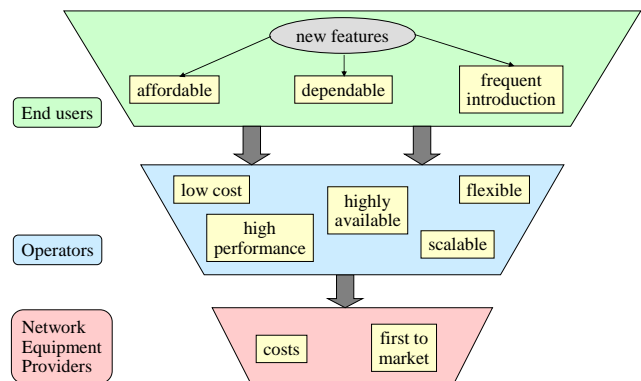 new features
affordable
dependable
frequent
introduction
End users
low cost
highly
available
flexible
high
performance
scalable
Operators
Network
Equipment
Providers
costs
first to
market